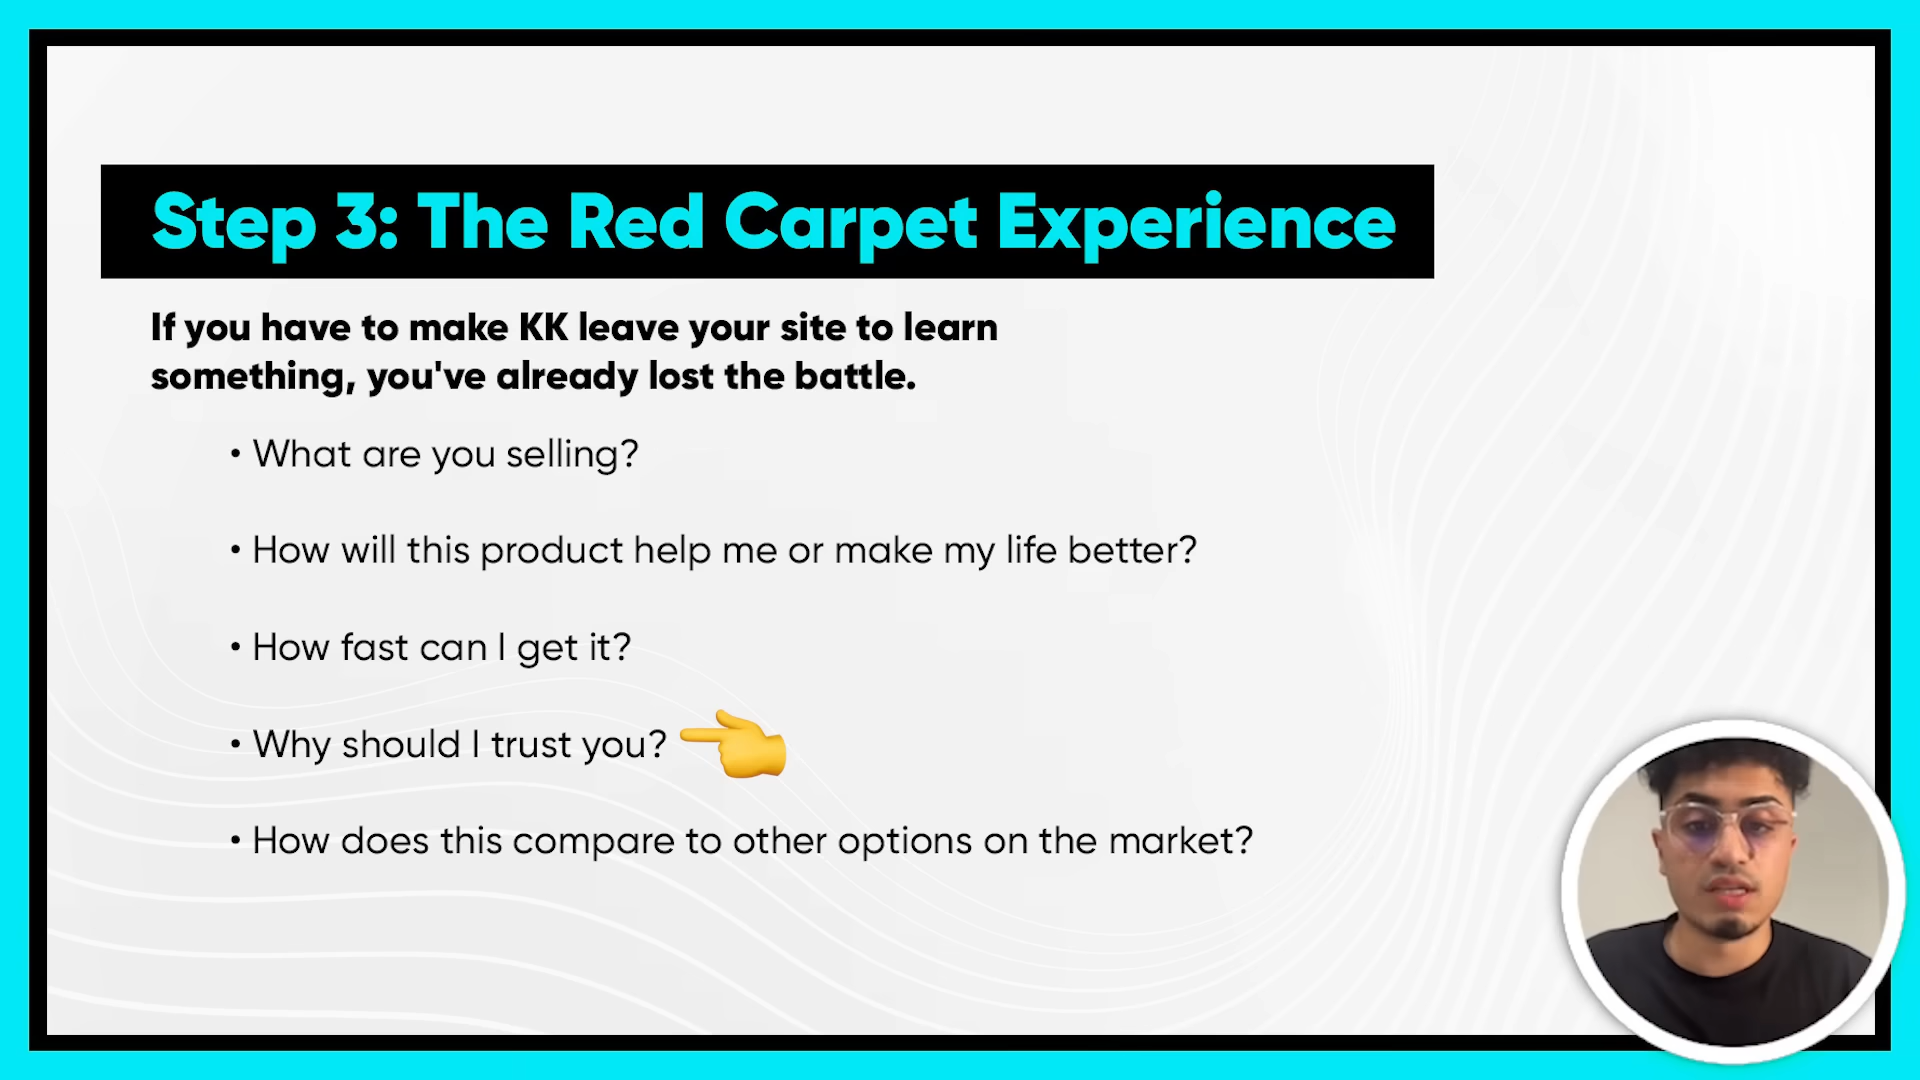 Step 3: The Red Carpet Experience
If you have to make KK leave your site to learn
something, you've already lost the battle.
• What are you selling?
• How will this product help me or make my life better?
• How fast can I get it?
• Why should I trust you?
• How does this compare to other options on the market?